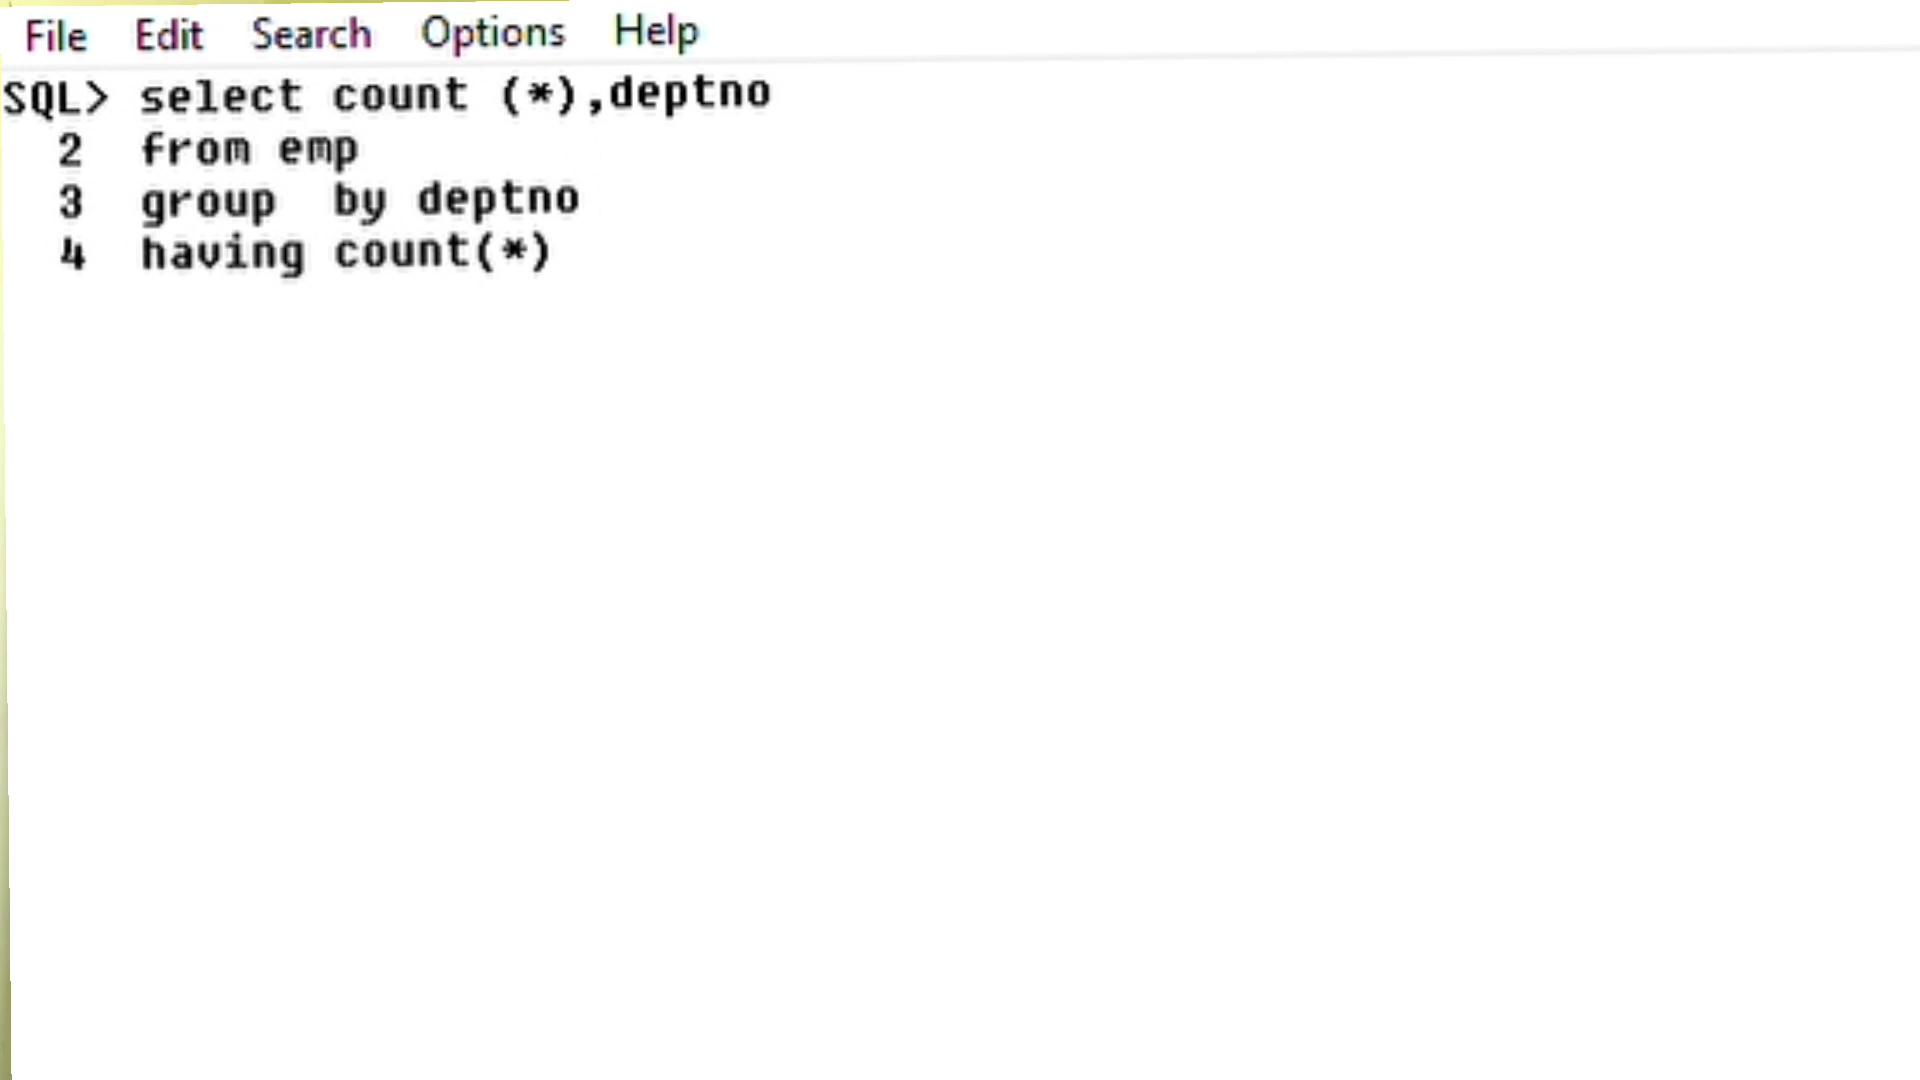 File Edit Search Options Help
SQL> select count (*),deptno
2 from emp
3 group  by deptno
4 having count(*)